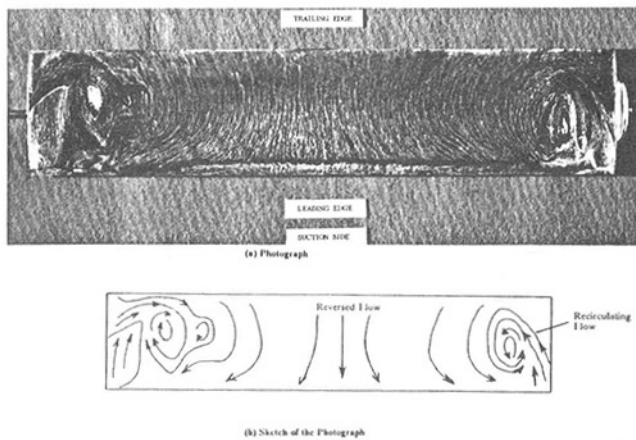 TRAILING EDGE
LEADING EDGE
SUCTION SIDE
(a) Photograph
Reversed Flow
Recirculating
Flow
(b) Sketch of the Photograph